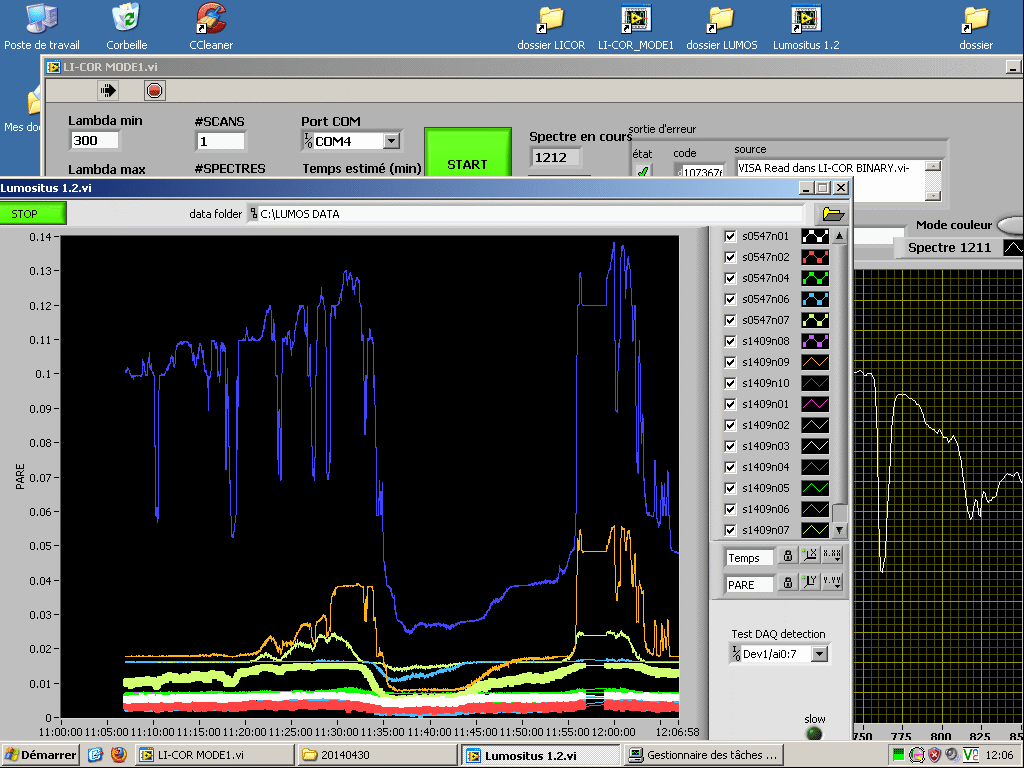 Poste de travail
Corbeille
CCleaner
dossier LICOR
LI-COR_MODE1
dossier LUMOS
Lumositus 1.2
dossier
LI-COR MODE1.vi
Lambda min
#SCANS
Port COM
300
1
COM4
START
Spectre en cours
1212
sortie d'erreur
état
code
source
107367
VISA Read dans LI-COR BINARY.vi-
Lambda max
#SPECTRES
Temps estimé (min)
Lumositus 1.2.vi
STOP
data folder
C:\LUMOS DATA
Mode couleur
Spectre 1211
PARE
0.14
0.13
0.12
0.11
0.1
0.09
0.08
0.07
0.06
0.05
0.04
0.03
0.02
0.01
0
11:00:00
11:05:00
11:10:00
11:15:00
11:20:00
11:25:00
11:30:00
11:35:00
11:40:00
11:45:00
11:50:00
11:55:00
12:00:00
12:06:58
s0547n01
s0547n02
s0547n04
s0547n06
s0547n07
s1409n08
s1409n09
s1409n10
s1409n01
s1409n02
s1409n03
s1409n04
s1409n05
s1409n06
s1409n07
Temps
PARE
Test DAQ detection
Dev1/ai0:7
slow
750
775
800
825
85
Démarrer
LI-COR MODE1.vi
20140430
Lumositus 1.2.vi
Gestionnaire des tâches ...
12:06